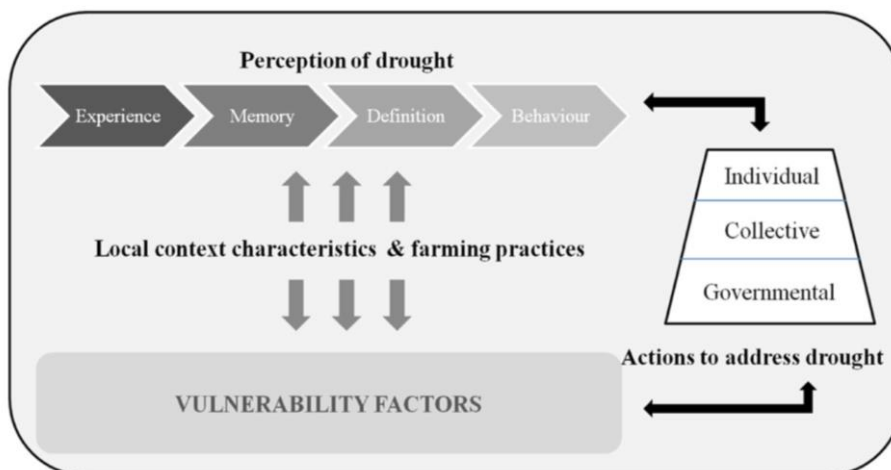 Perception of drought
Experience
Memory
Definition
Behaviour
Individual
Collective
Governmental
Local context characteristics & farming practices
Actions to address drought
VULNERABILITY FACTORS